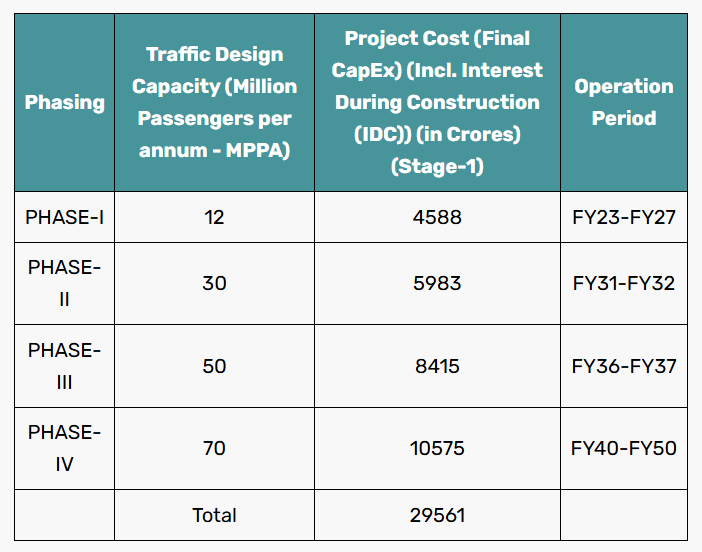 Phasing
Traffic Design
Capacity (Million
Passengers per
annum - MPPA)
Project Cost (Final
CapEx) (Incl. Interest
During Construction
(IDC)) (in Crores)
(Stage-1)
Operation
Period
PHASE-I
12
4588
FY23-FY27
PHASE-
II
30
5983
FY31-FY32
PHASE-
III
50
8415
FY36-FY37
PHASE-
IV
70
10575
FY40-FY50
Total
29561